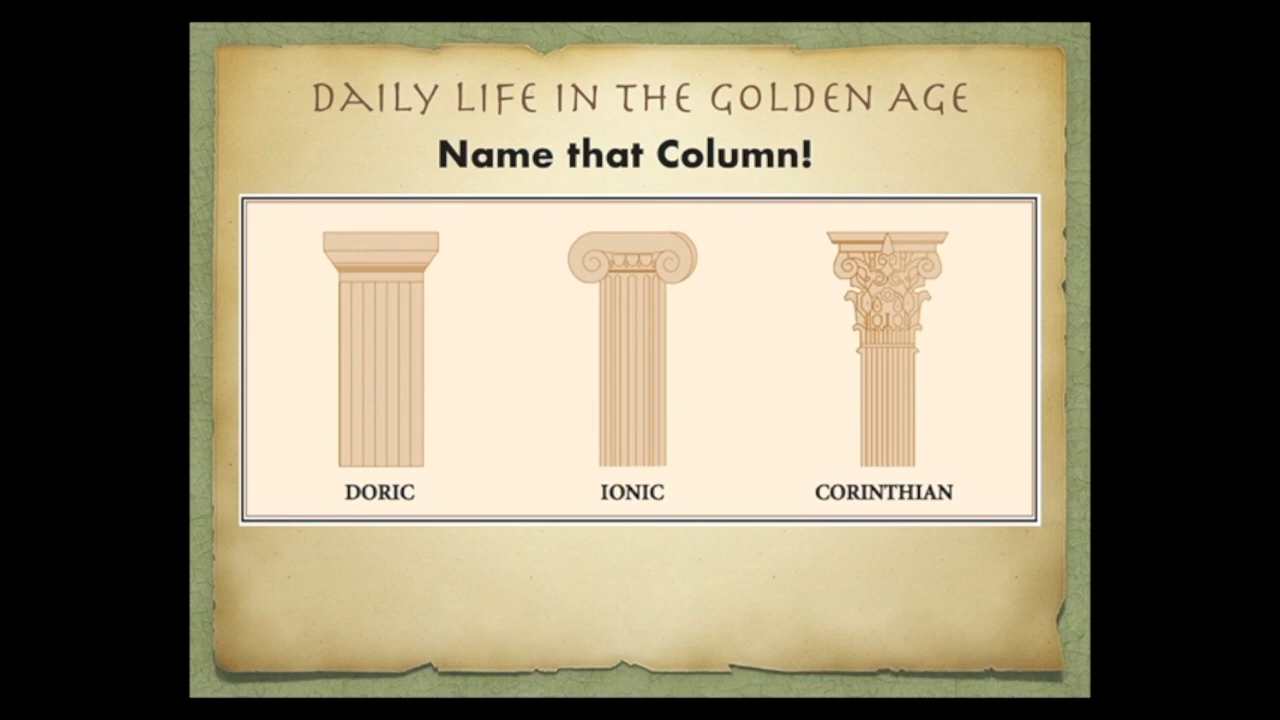 DAILY LIFE IN THE GOLDEN AGE
Name that Column!
DORIC IONIC CORINTHIAN